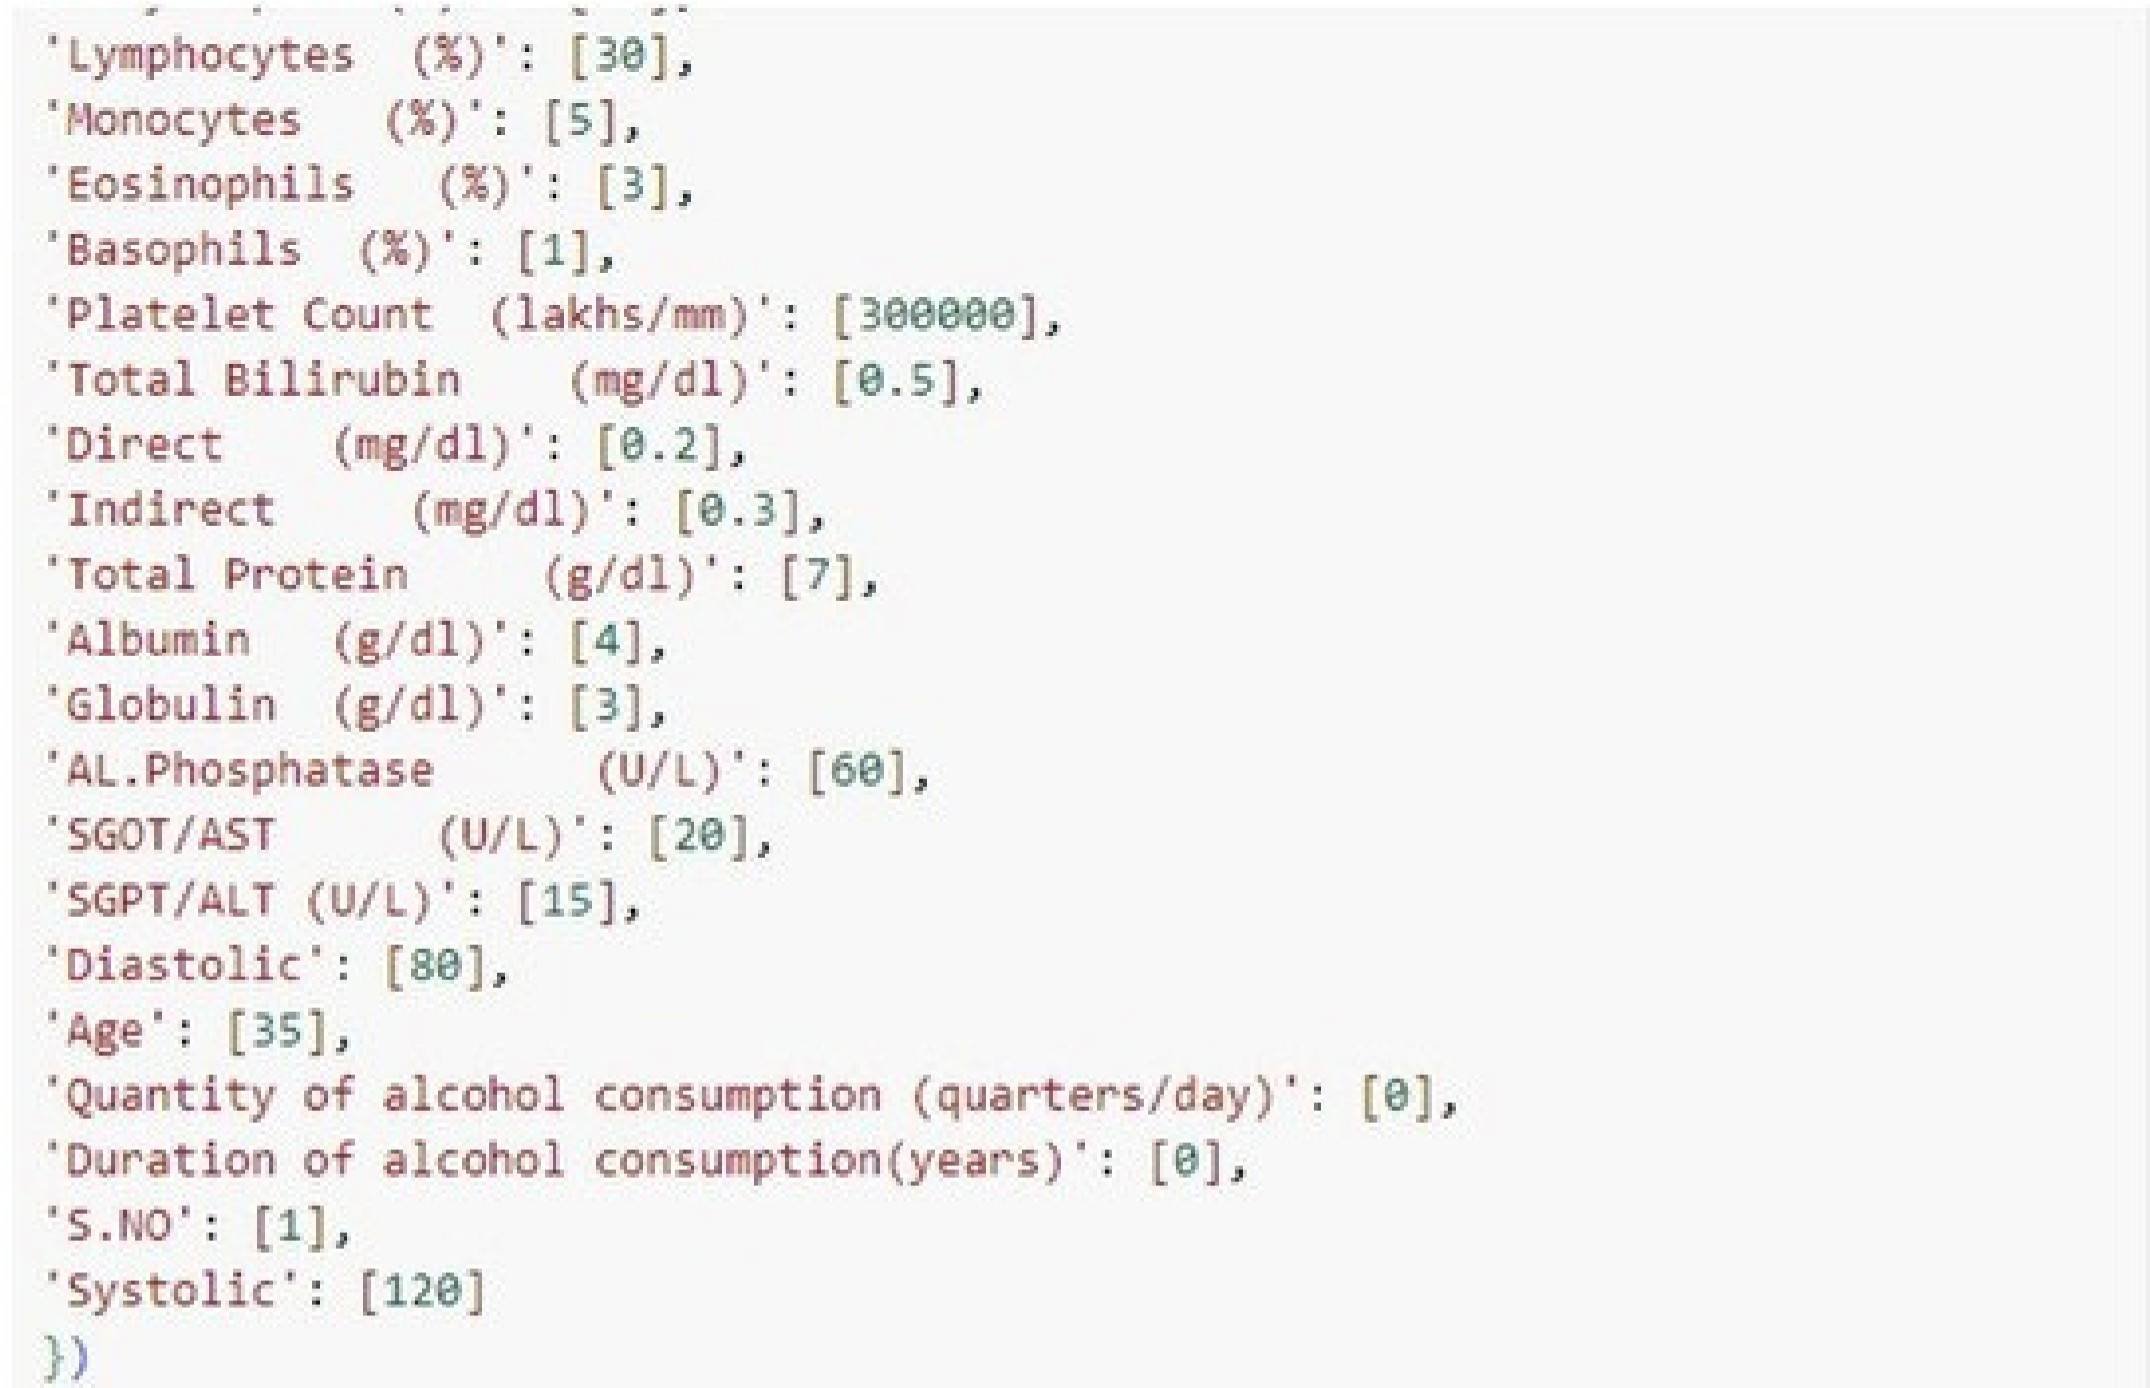 'Lymphocytes  (%)': [30],
'Monocytes   (%)': [5],
'Eosinophils   (%)': [3],
'Basophils  (%)': [1],
'Platelet Count  (lakhs/mm)': [300000],
'Total Bilirubin    (mg/dl)': [0.5],
'Direct    (mg/dl)': [0.2],
'Indirect     (mg/dl)': [0.3],
'Total Protein     (g/dl)': [7],
'Albumin   (g/dl)': [4],
'Globulin  (g/dl)': [3],
'AL.Phosphatase      (U/L)': [60],
'SGOT/AST      (U/L)': [20],
'SGPT/ALT (U/L)': [15],
'Diastolic': [80],
'Age': [35],
'Quantity of alcohol consumption (quarters/day)': [0],
'Duration of alcohol consumption(years)': [0],
'S.NO': [1],
'Systolic': [120]
})